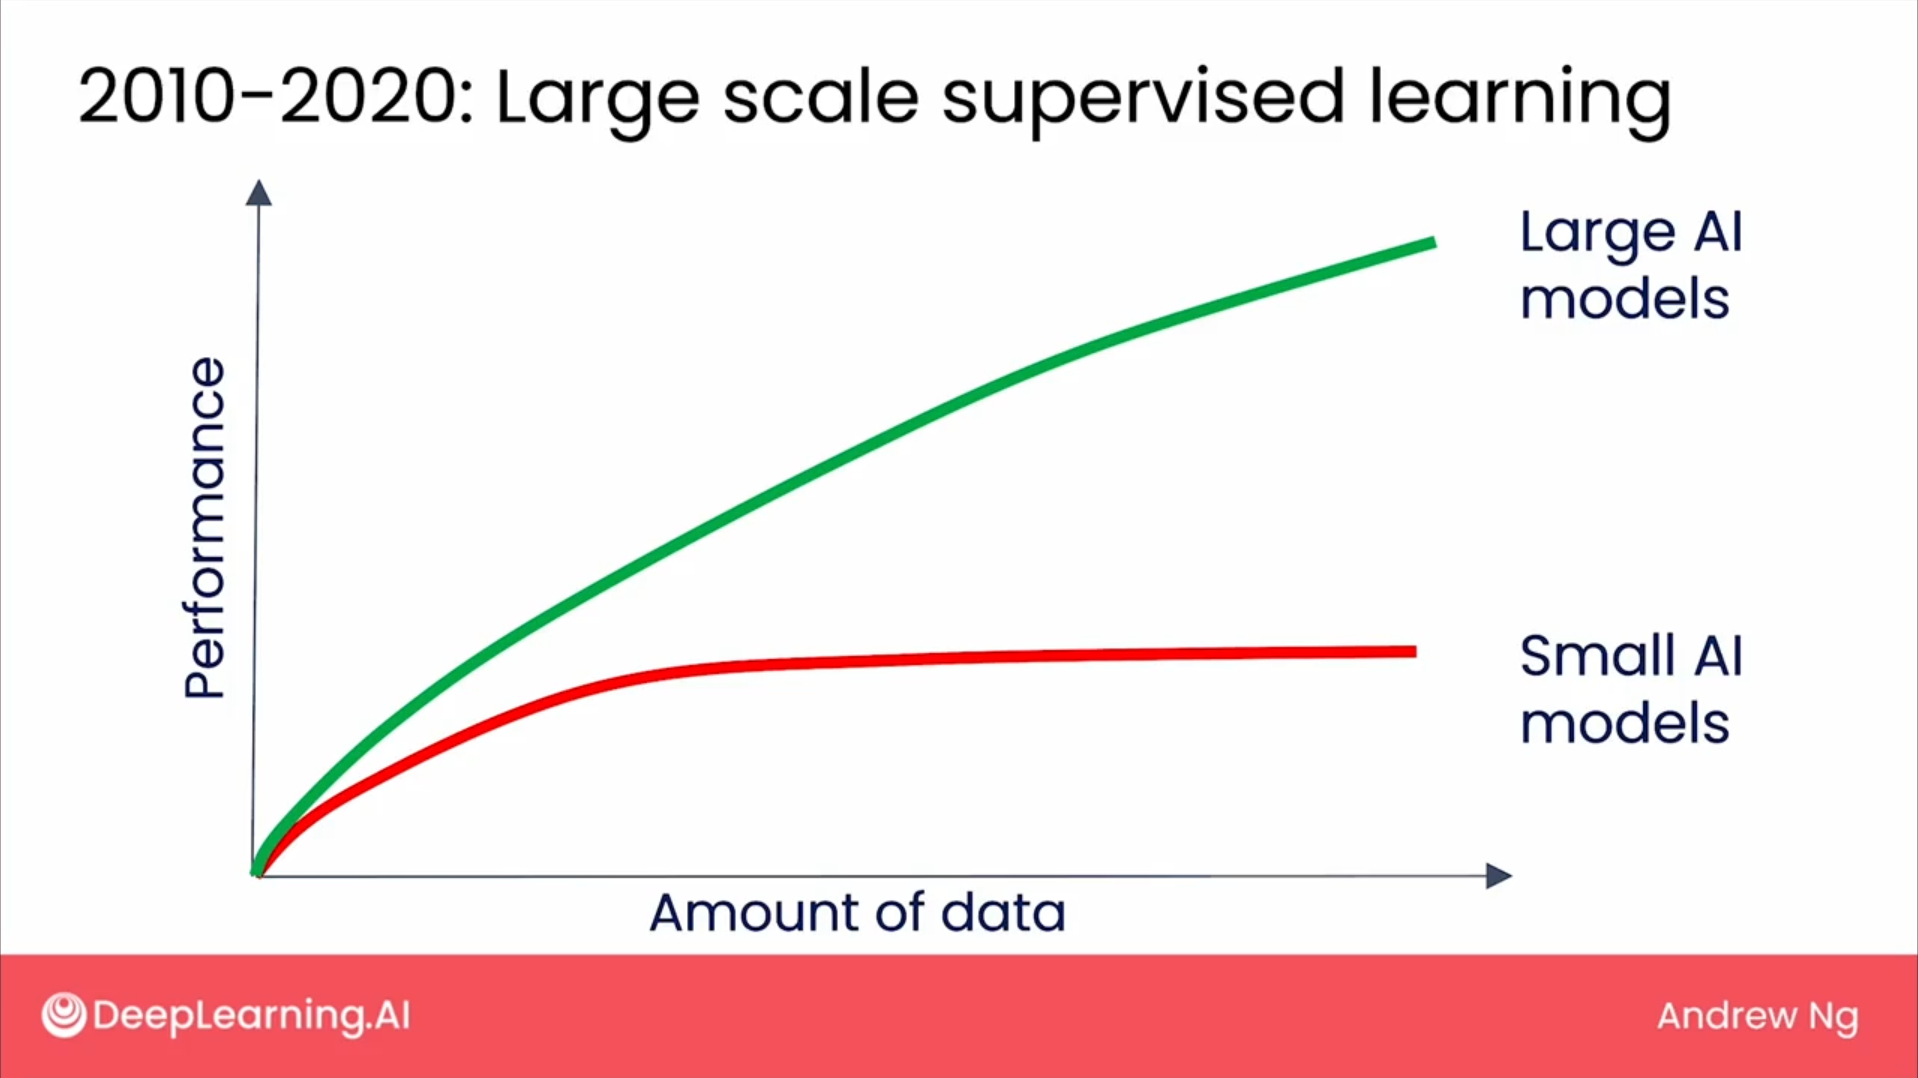 2010-2020: Large scale supervised learning
Large AI
models
Performance
Small AI
models
Amount of data
DeepLearning.AI
Andrew Ng